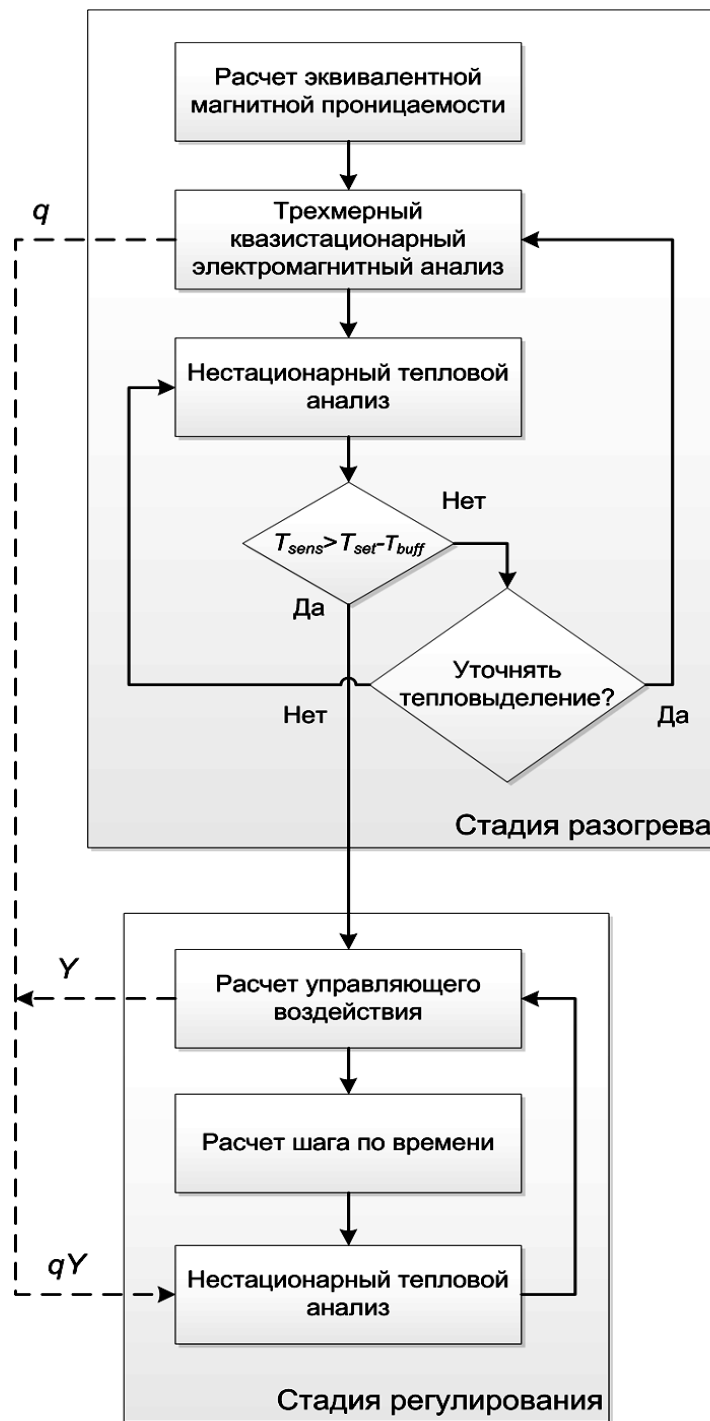 Расчет эквивалентной
магнитной проницаемости
q
Трехмерный
квазистационарный
электромагнитный анализ
Нестационарный тепловой
анализ
Нет
Tsens>Tset-Tbuff
Да
Уточнять
тепловыделение?
Нет
Да
Стадия разогрева
Y
Расчет управляющего
воздействия
Расчет шага по времени
qY
Нестационарный тепловой
анализ
Стадия регулирования